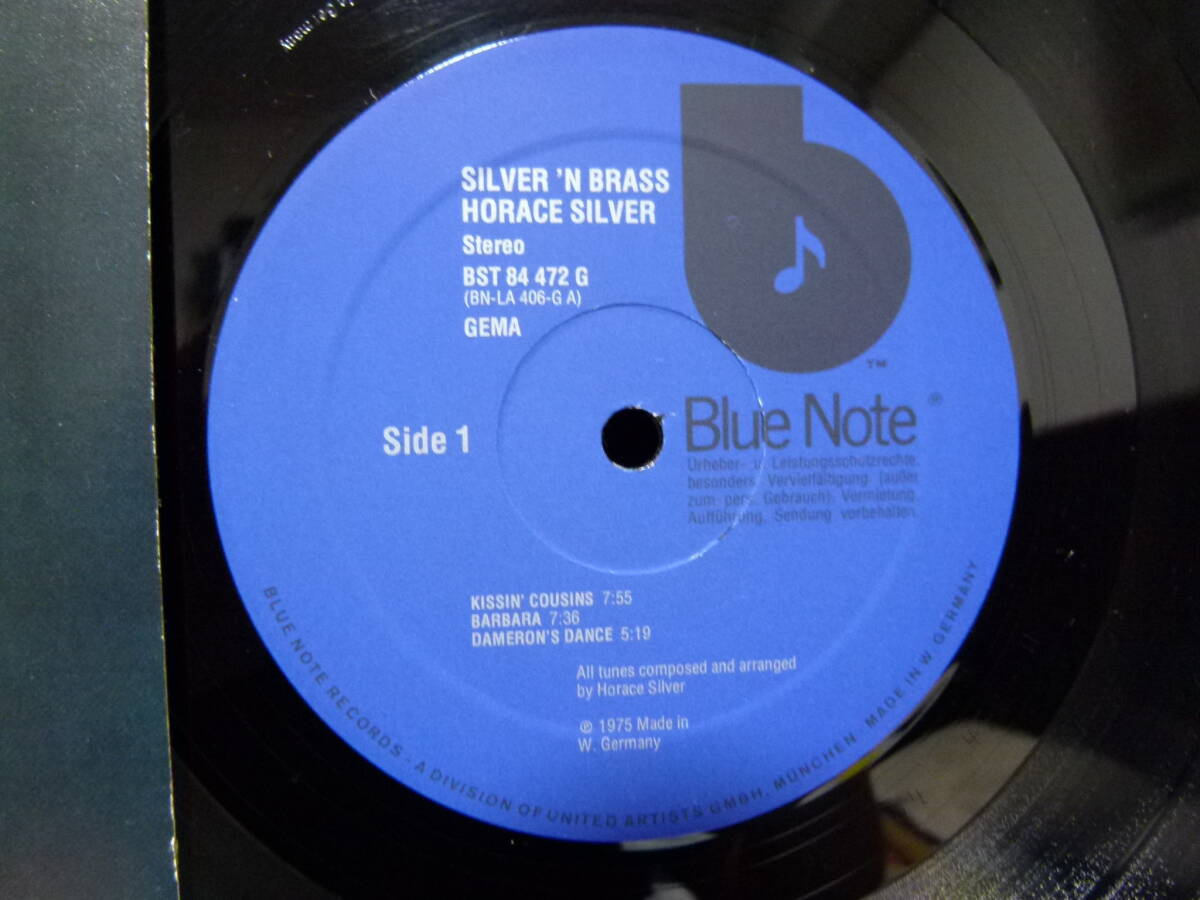 SILVER 'N BRASS
HORACE SILVER
Stereo
BST 84 472 G
(BN-LA 406-G A)
GEMA
TM
Side 1
Blue Note ®
Urheber- u. Leistungsschutzrechte,
besonders Vervielfältigung (außer
zum pers. Gebrauch), Vermietung,
Aufführung, Sendung vorbehalten.
KISSIN' COUSINS 7:55
BARBARA 7:36
DAMERON'S DANCE 5:19
All tunes composed and arranged
by Horace Silver
℗ 1975 Made in
W. Germany
BLUE NOTE RECORDS · A DIVISION OF UNITED ARTISTS GMBH, MÜNCHEN · MADE IN W. GERMANY